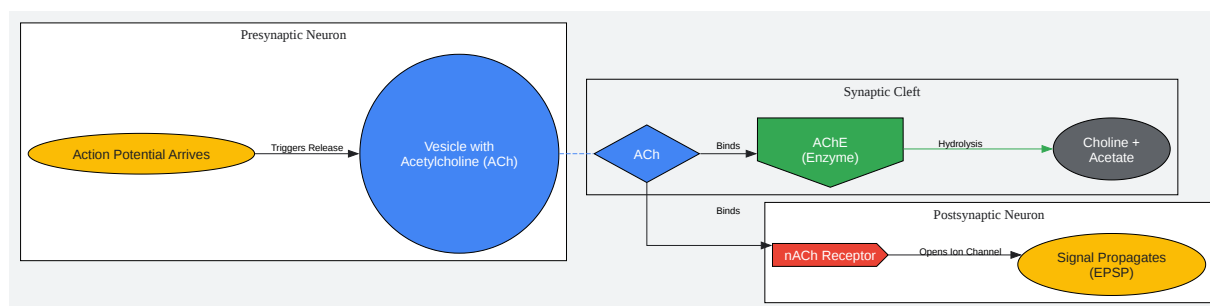 Presynaptic Neuron
Action Potential Arrives
Triggers Release
Vesicle with
Acetylcholine (ACh)
Synaptic Cleft
ACh
Binds
AChE
(Enzyme)
Hydrolysis
Choline +
Acetate
Binds
Postsynaptic Neuron
nACh Receptor
Opens Ion Channel
Signal Propagates
(EPSP)